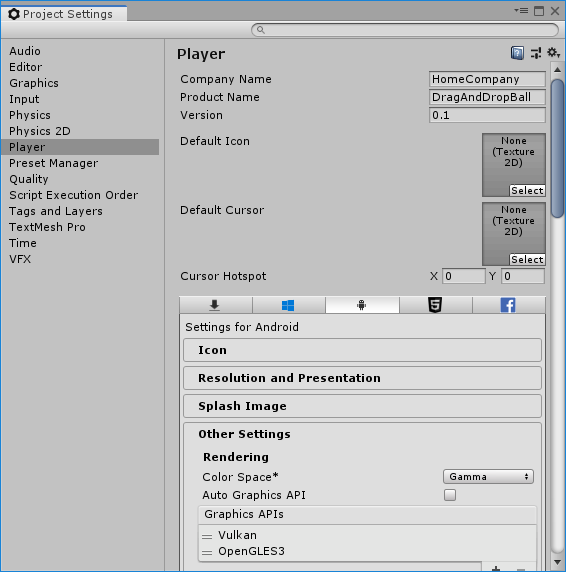 Project Settings
Audio
Editor
Graphics
Input
Physics
Physics 2D
Player
Preset Manager
Quality
Script Execution Order
Tags and Layers
TextMesh Pro
Time
VFX
Player
Company Name HomeCompany
Product Name DragAndDropBall
Version 0.1
Default Icon
None
(Texture
2D)
Select
Default Cursor
None
(Texture
2D)
Select
Cursor Hotspot X 0 Y 0
Settings for Android
Icon
Resolution and Presentation
Splash Image
Other Settings
Rendering
Color Space* Gamma
Auto Graphics API
Graphics APIs
Vulkan
OpenGLES3